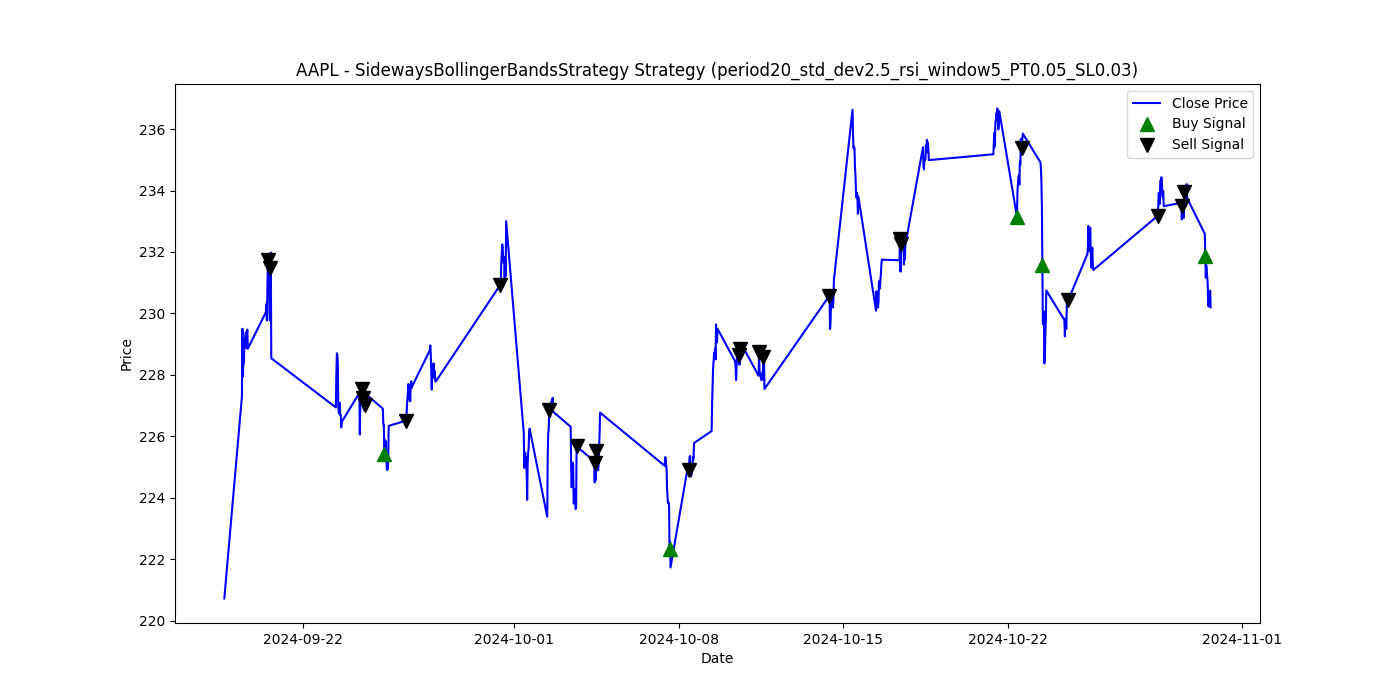 AAPL - SidewaysBollingerBandsStrategy Strategy (period20_std_dev2.5_rsi_window5_PT0.05_SL0.03)
Close Price
Buy Signal
Sell Signal
236
234
232
230
228
226
224
222
220
Price
2024-09-22
2024-10-01
2024-10-08
2024-10-15
2024-10-22
2024-11-01
Date